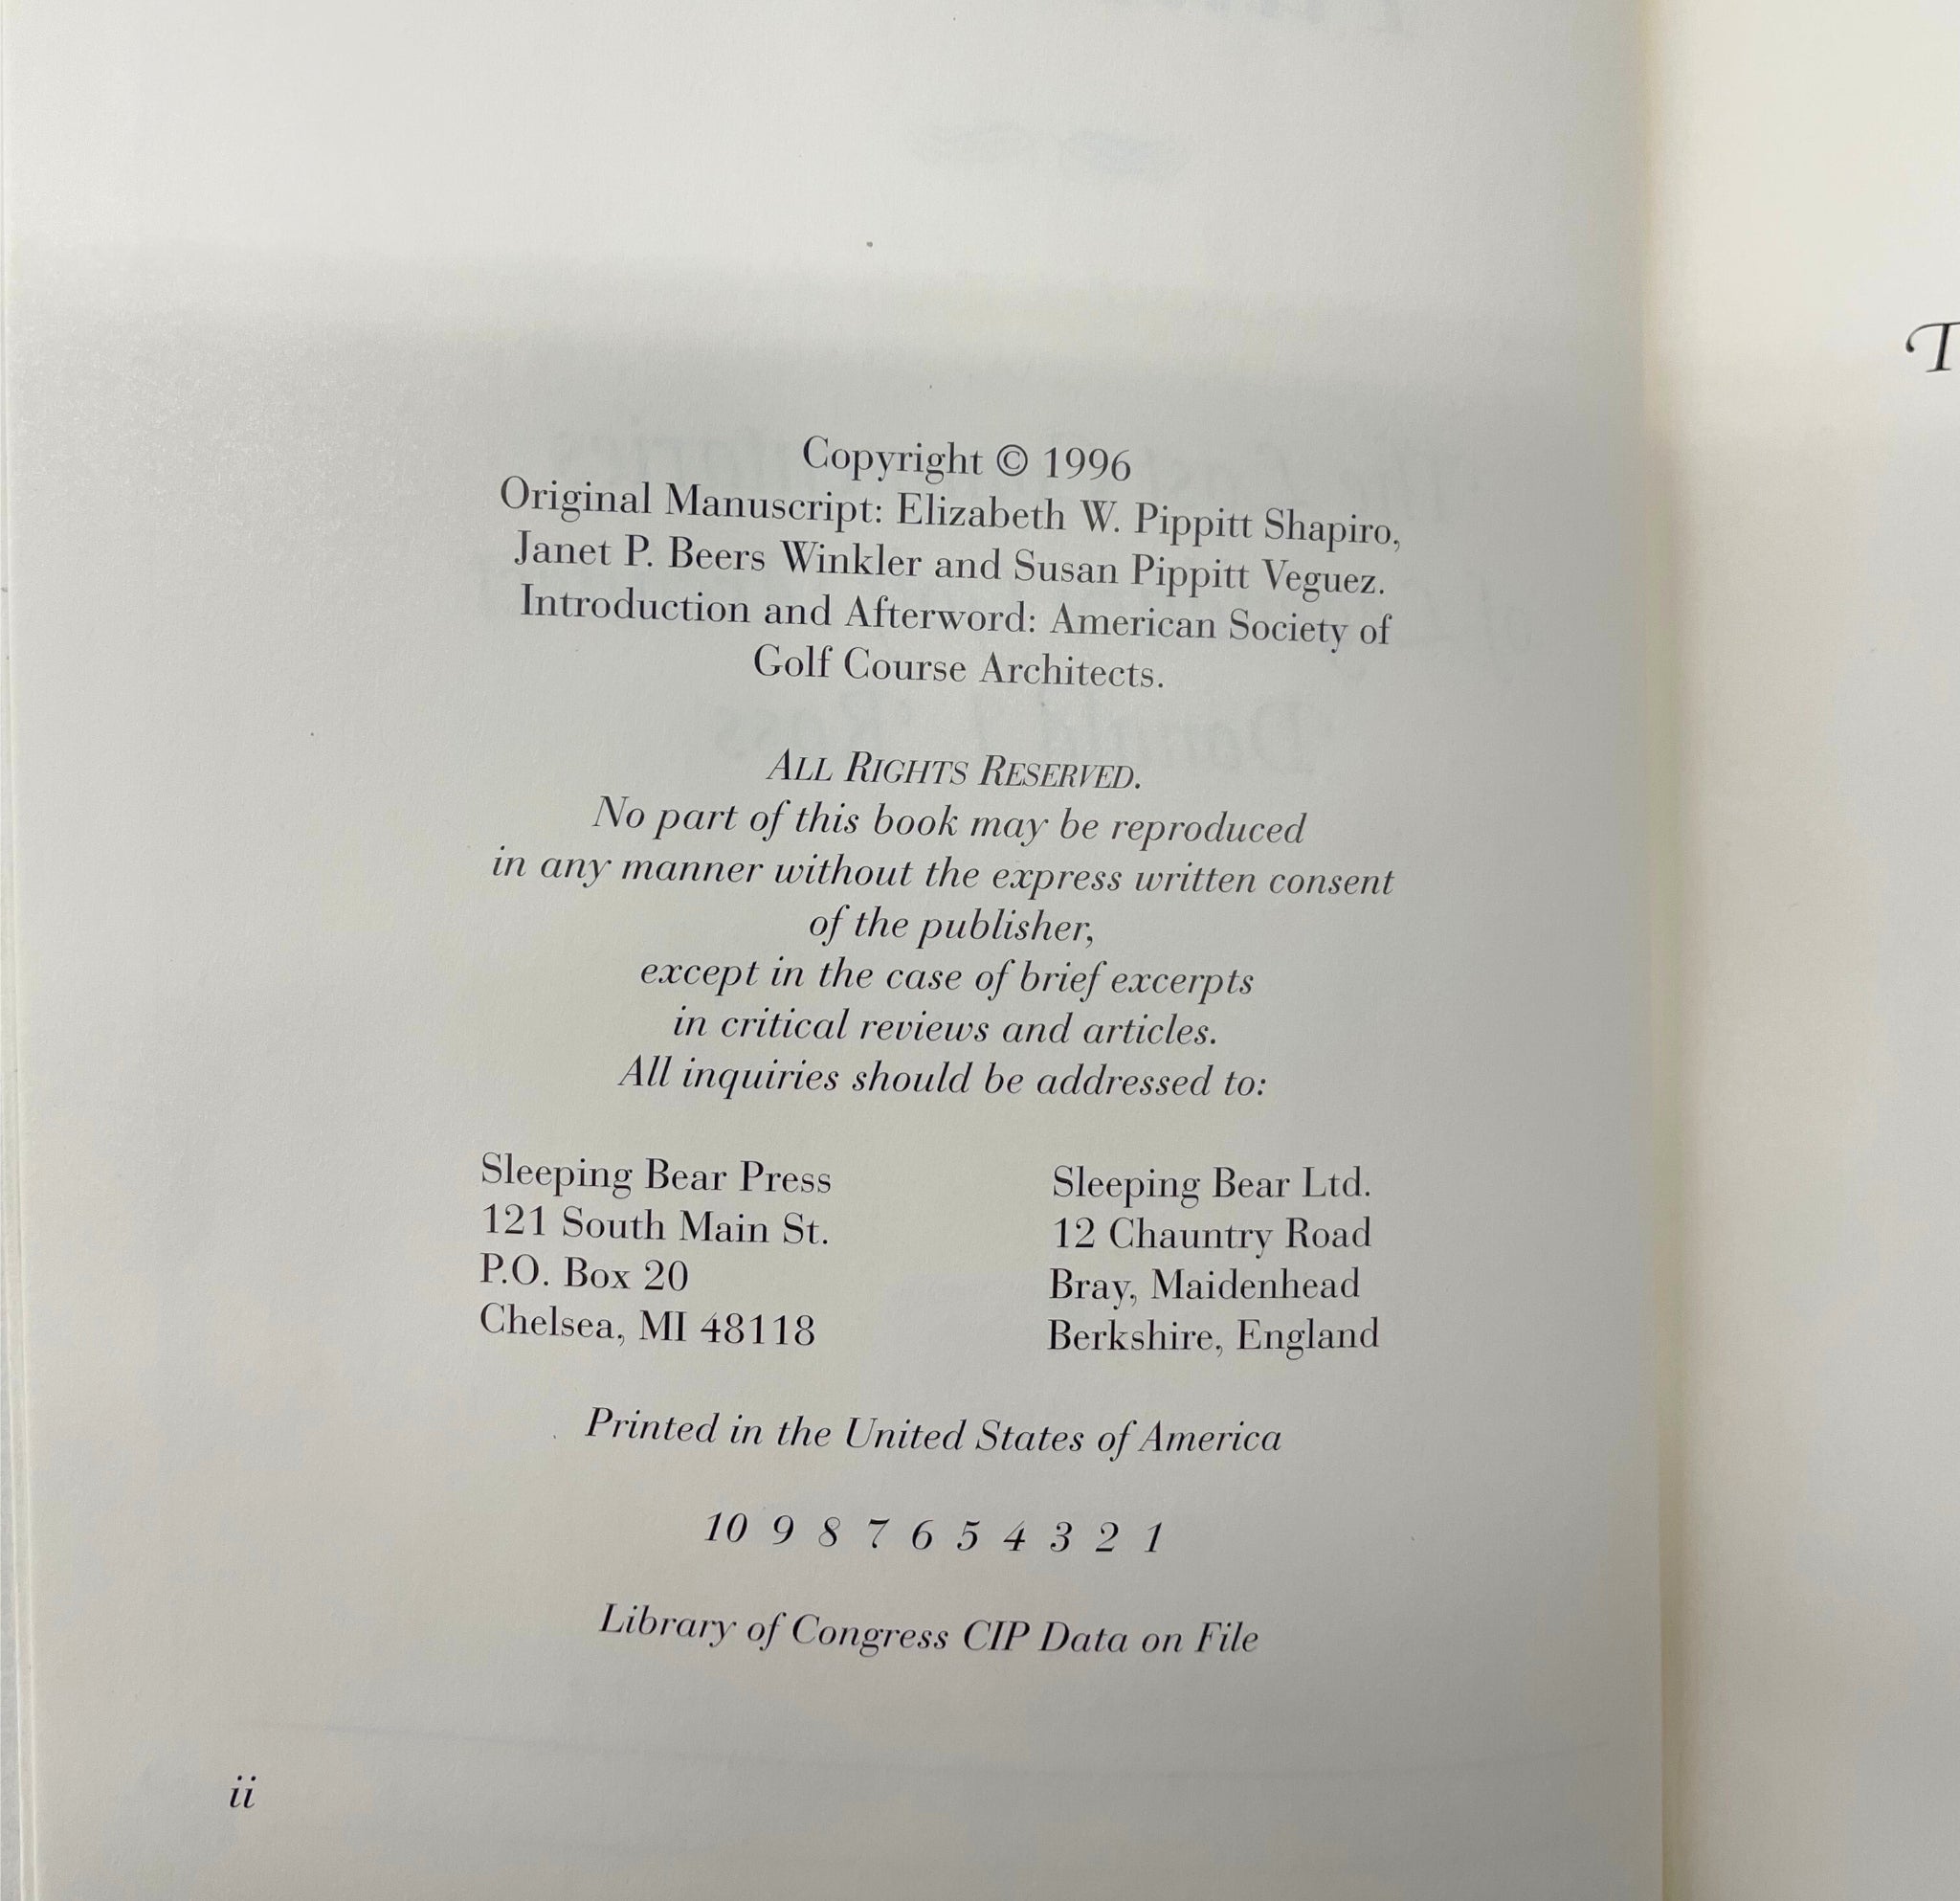 Copyright © 1996
Original Manuscript: Elizabeth W. Pippitt Shapiro,
Janet P. Beers Winkler and Susan Pippitt Veguez.
Introduction and Afterword: American Society of
Golf Course Architects.
ALL RIGHTS RESERVED.
No part of this book may be reproduced
in any manner without the express written consent
of the publisher,
except in the case of brief excerpts
in critical reviews and articles.
All inquiries should be addressed to:
Sleeping Bear Press
121 South Main St.
P.O. Box 20
Chelsea, MI 48118
Sleeping Bear Ltd.
12 Chauntry Road
Bray, Maidenhead
Berkshire, England
Printed in the United States of America
10 9 8 7 6 5 4 3 2 1
Library of Congress CIP Data on File
ii